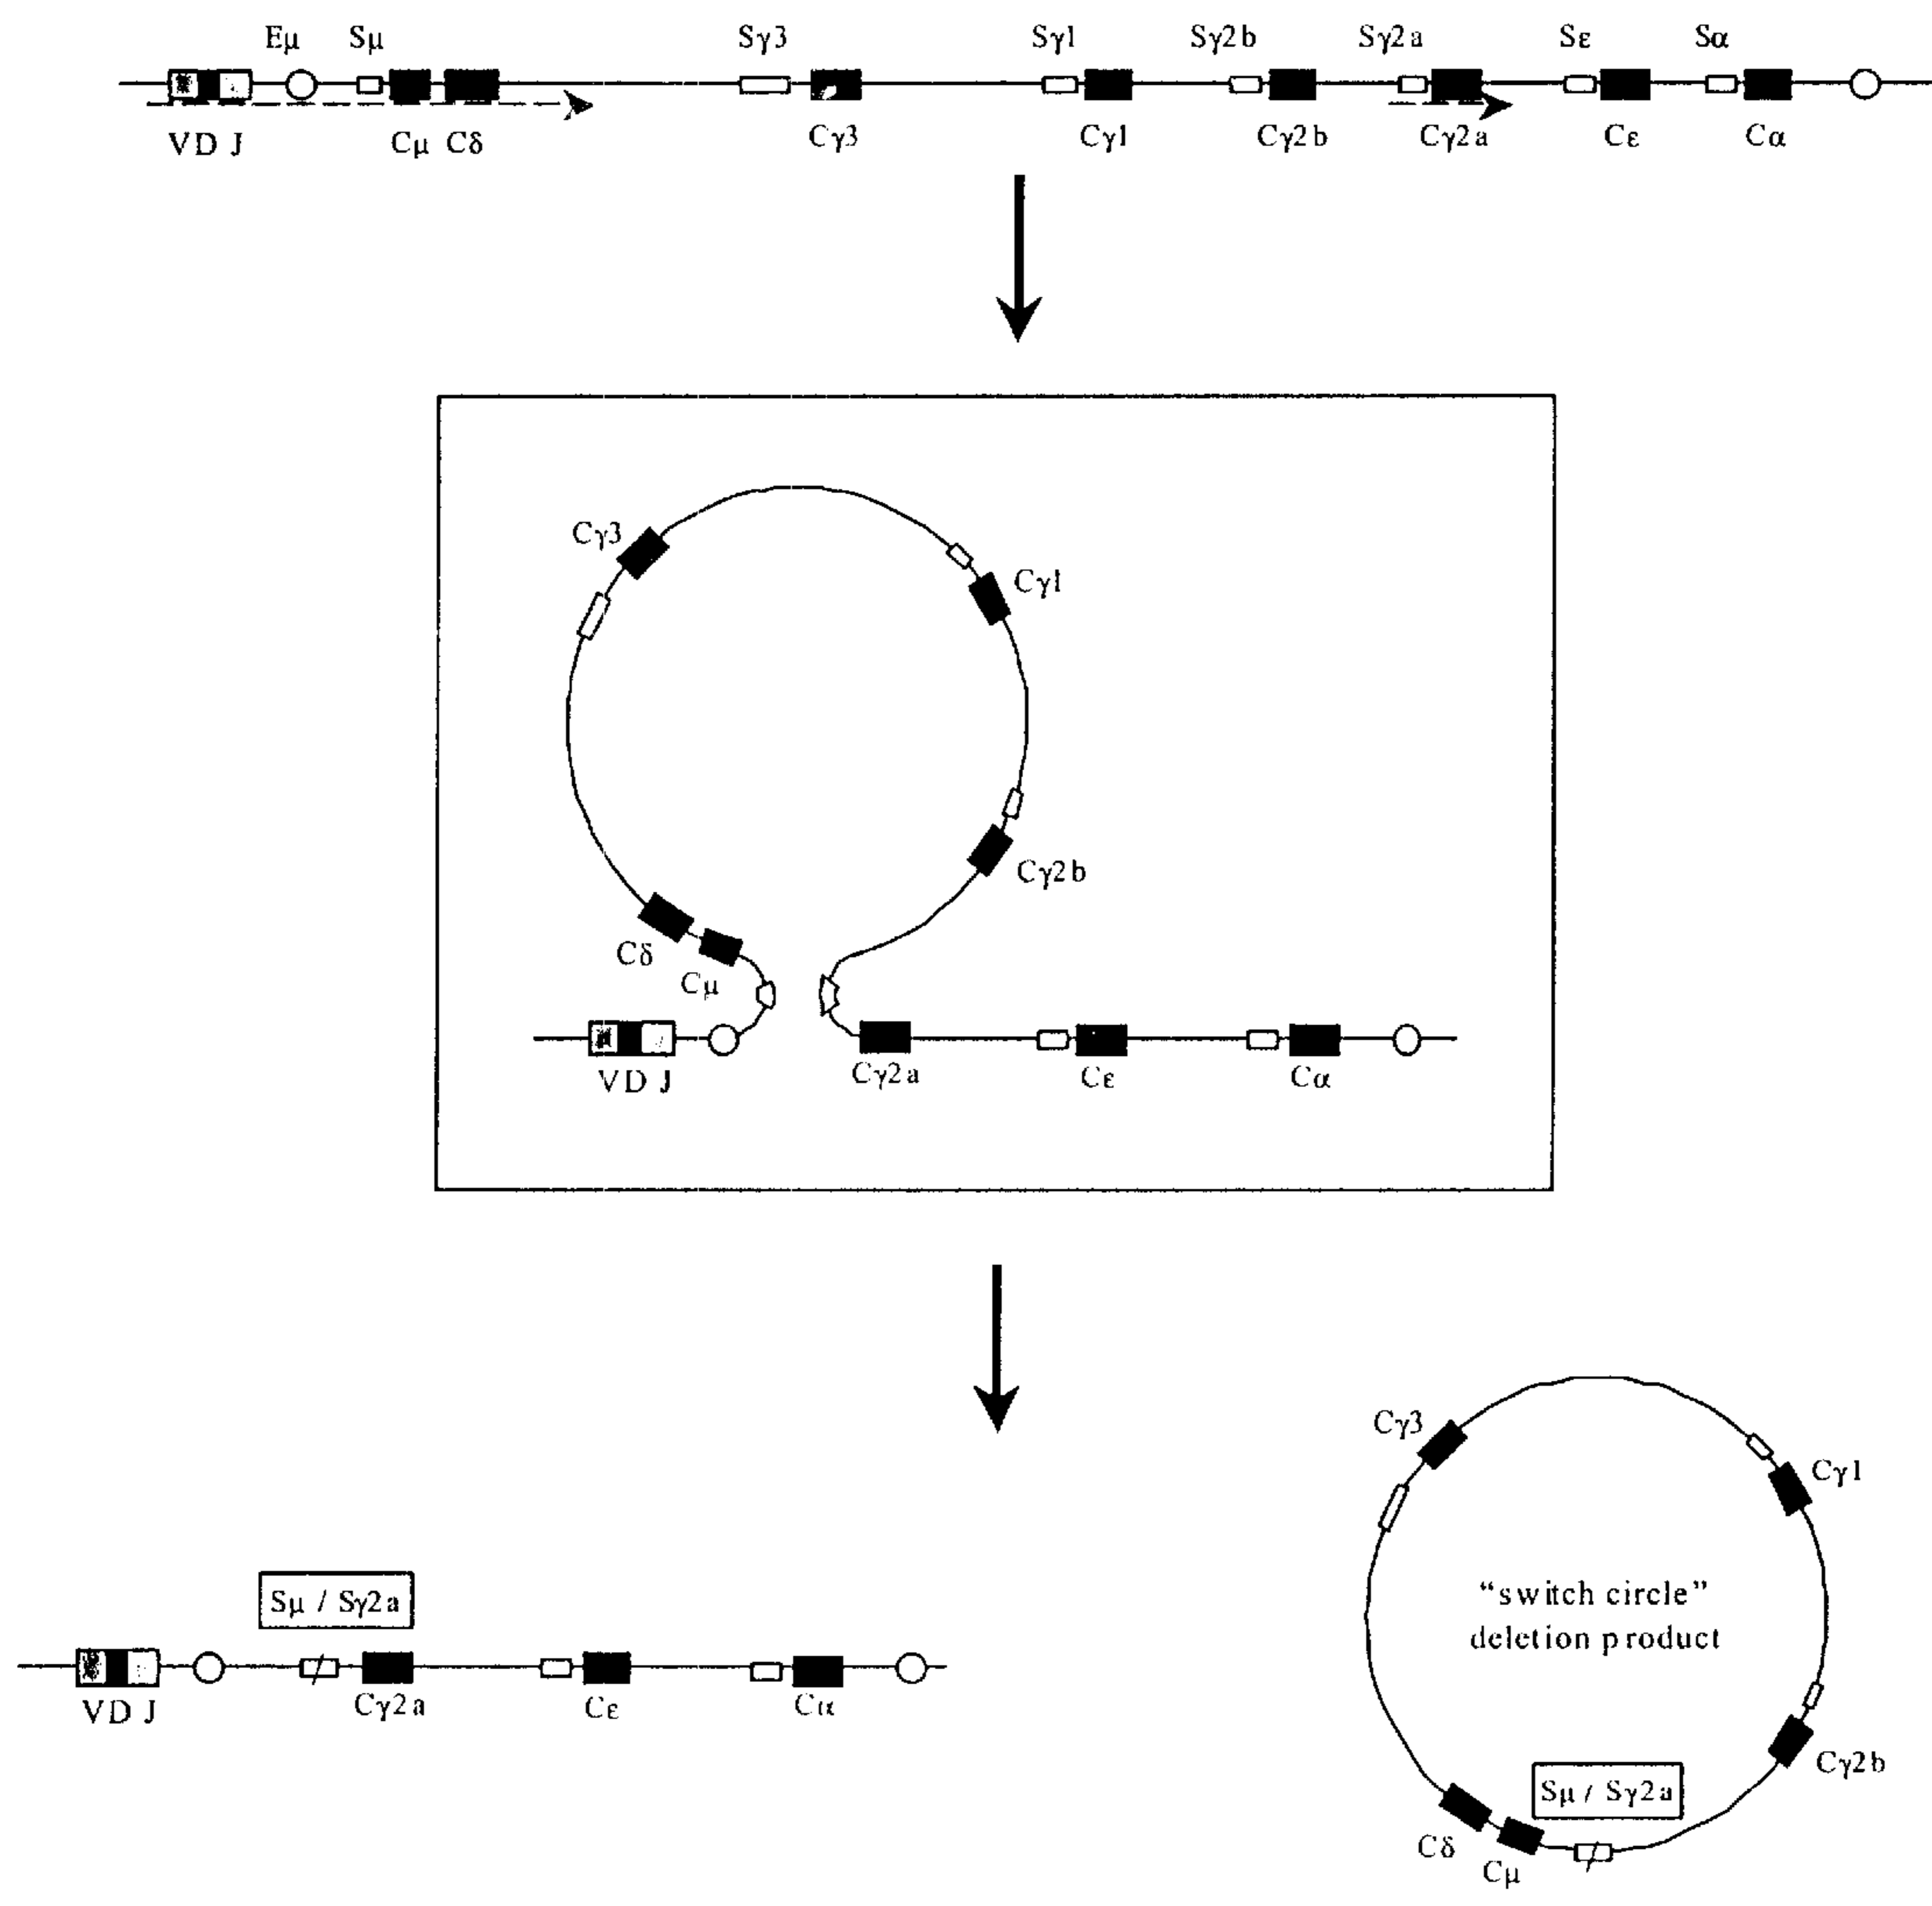 Eμ Sμ Sγ3 Sγ1 Sγ2b Sγ2a Sε Sα
VD J Cμ Cδ Cγ3 Cγ1 Cγ2b Cγ2a Cε Cα
Cγ3
Cγ1
Cγ2b
Cδ
Cμ
VD J Cγ2a Cε Cα
Cγ3
Cγ1
“switch circle”
deletion product
Sμ / Sγ2a
VD J Cγ2a Cε Cα
Cγ2b
Sμ / Sγ2a
Cδ
Cμ